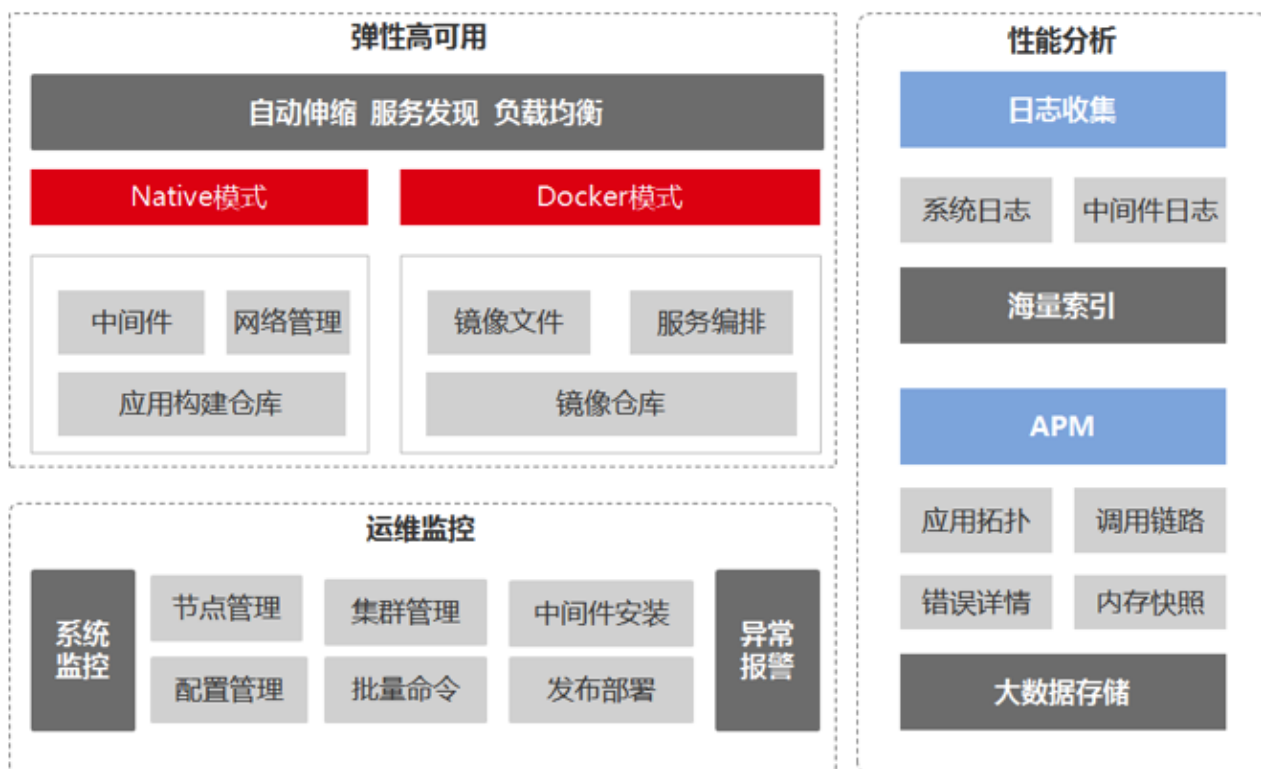 弹性高可用
自动伸缩 服务发现 负载均衡
Native模式
Docker模式
中间件
网络管理
应用构建仓库
镜像文件
服务编排
镜像仓库
运维监控
系统
监控
节点管理
集群管理
中间件安装
配置管理
批量命令
发布部署
异常
报警
性能分析
日志收集
系统日志
中间件日志
海量索引
APM
应用拓扑
调用链路
错误详情
内存快照
大数据存储